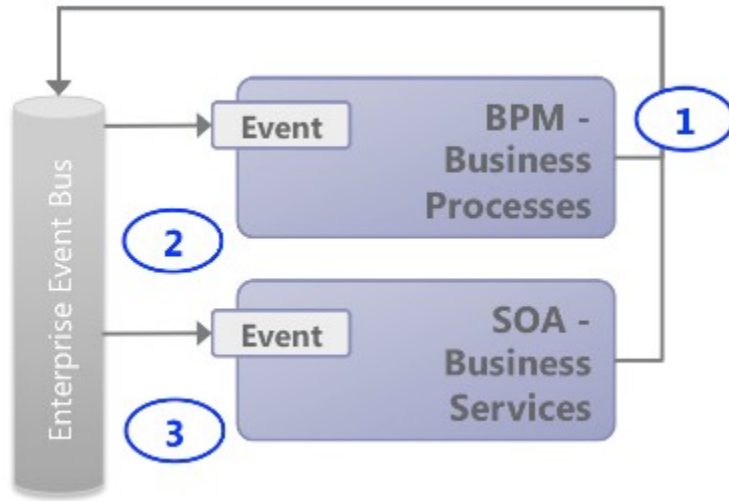 Event
BPM -
Business
Processes
1
2
Enterprise Event Bus
Event
SOA -
Business
Services
3